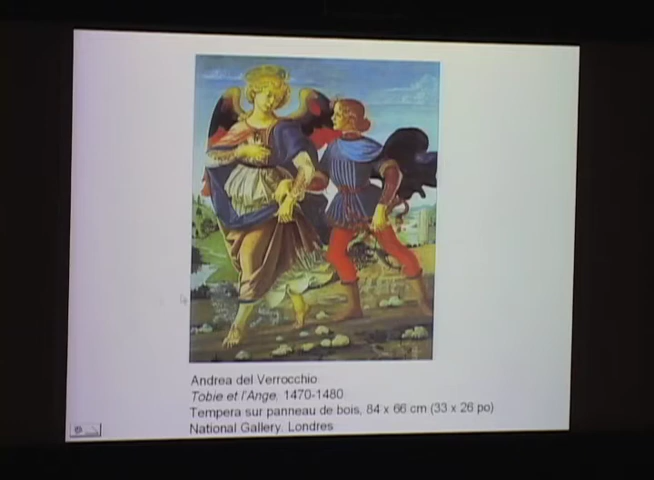 Andrea del Verrocchio
Tobie et l'Ange, 1470-1480
Tempera sur panneau de bois, 84 x 66 cm (33 x 26 po)
National Gallery. Londres